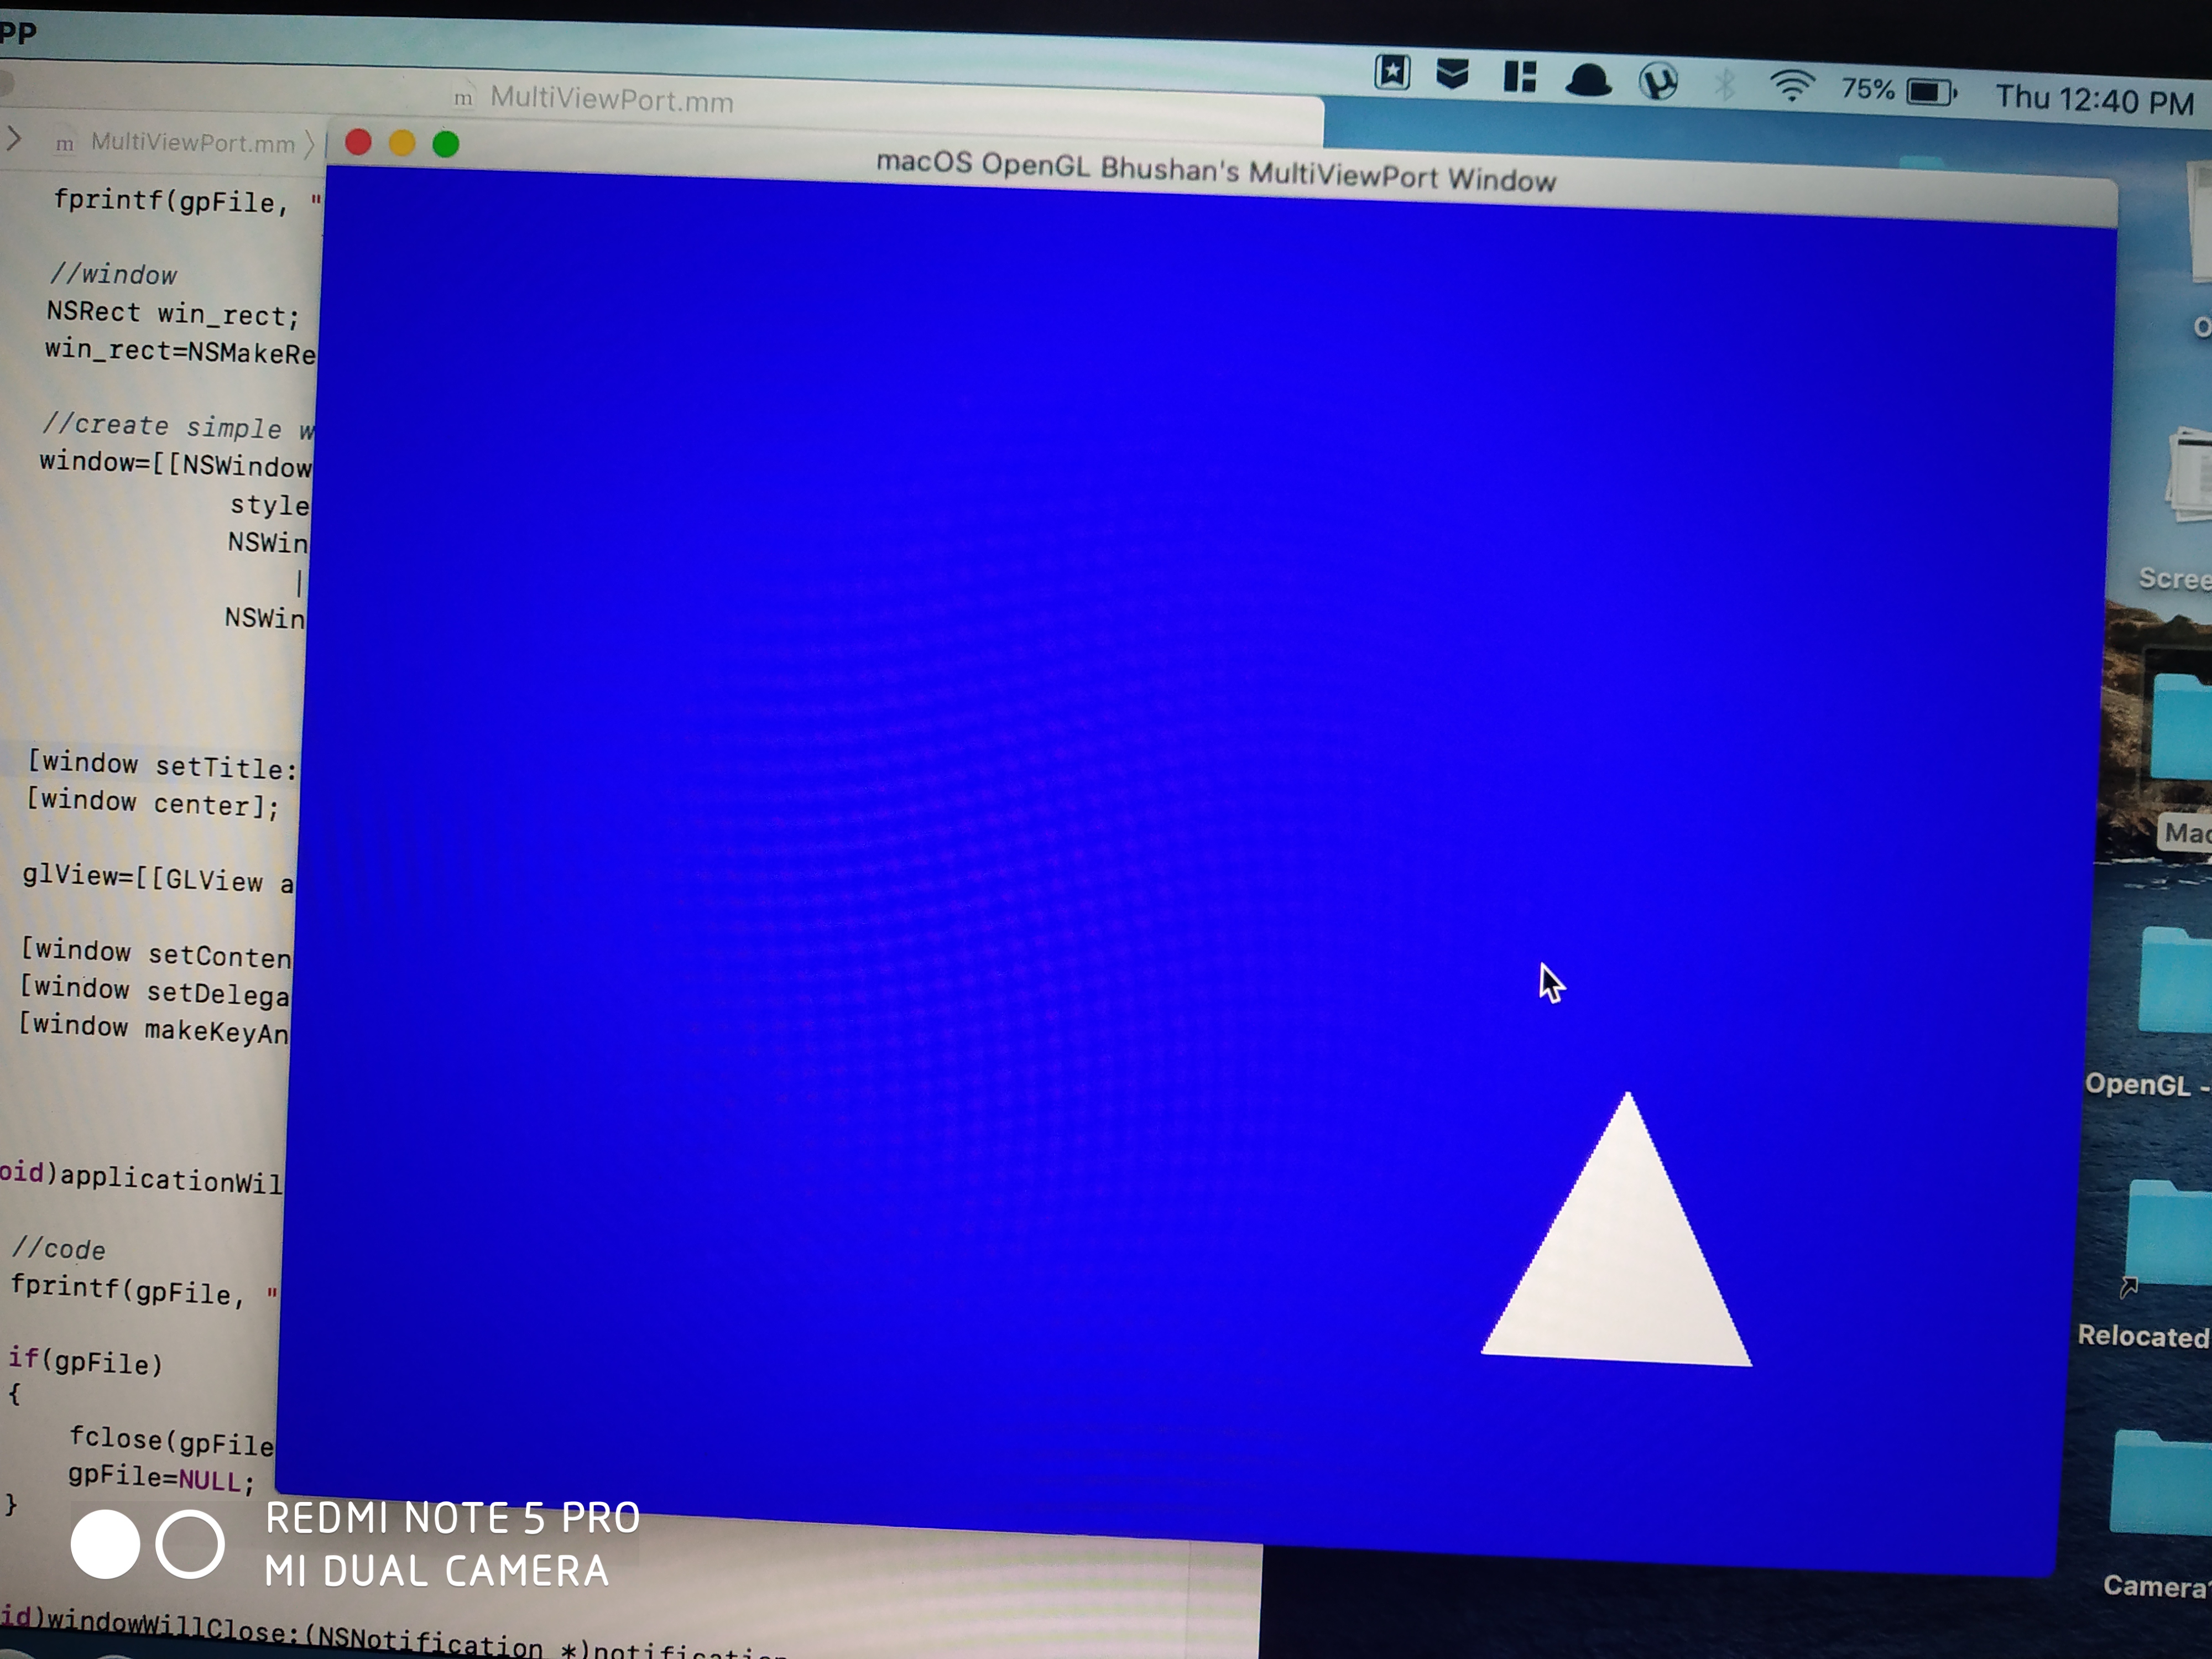 PP
75%
Thu 12:40 PM
m MultiViewPort.mm
m MultiViewPort.mm
macOS OpenGL Bhushan's MultiViewPort Window
fprintf(gpFile, "
//window
NSRect win_rect;
win_rect=NSMakeRe
//create simple w
window=[[NSWindow
style
NSWin
|
NSWin
[window setTitle:
[window center];
glView=[[GLView a
[window setConten
[window setDelega
[window makeKeyAn
oid)applicationWil
//code
fprintf(gpFile, "
if(gpFile)
{
fclose(gpFile
gpFile=NULL;
}
id)windowWillClose:(NSNotification *)notification
O
Scree
Mac
OpenGL -
Relocated
Camera
REDMI NOTE 5 PRO
MI DUAL CAMERA